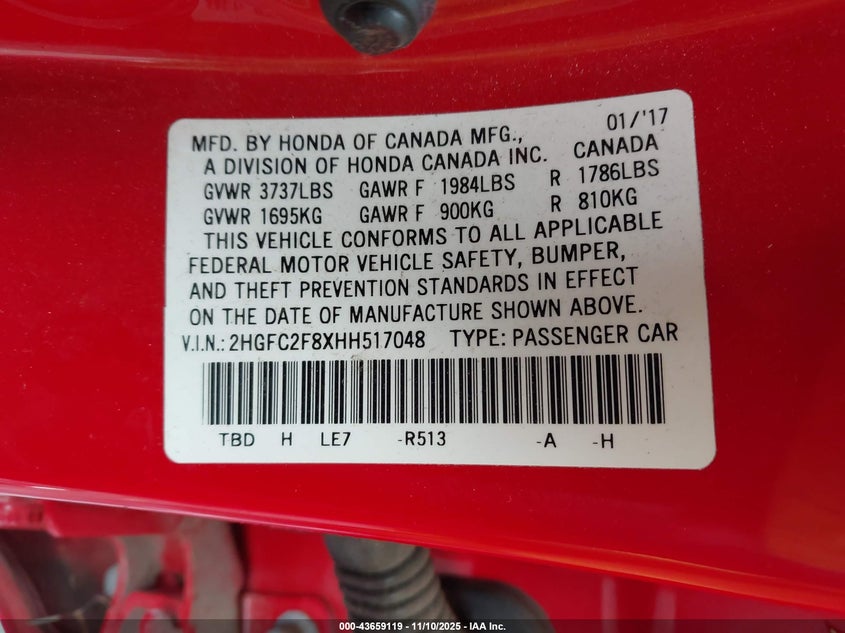 01/'17
MFD. BY HONDA OF CANADA MFG.,
A DIVISION OF HONDA CANADA INC. CANADA
GVWR 3737LBS GAWR F 1984LBS R 1786LBS
GVWR 1695KG GAWR F 900KG R 810KG
THIS VEHICLE CONFORMS TO ALL APPLICABLE
FEDERAL MOTOR VEHICLE SAFETY, BUMPER,
AND THEFT PREVENTION STANDARDS IN EFFECT
ON THE DATE OF MANUFACTURE SHOWN ABOVE.
V.I.N.: 2HGFC2F8XHH517048 TYPE: PASSENGER CAR
TBD H LE7 -R513 -A -H
000-43659119 - 11/10/2025 - IAA Inc.